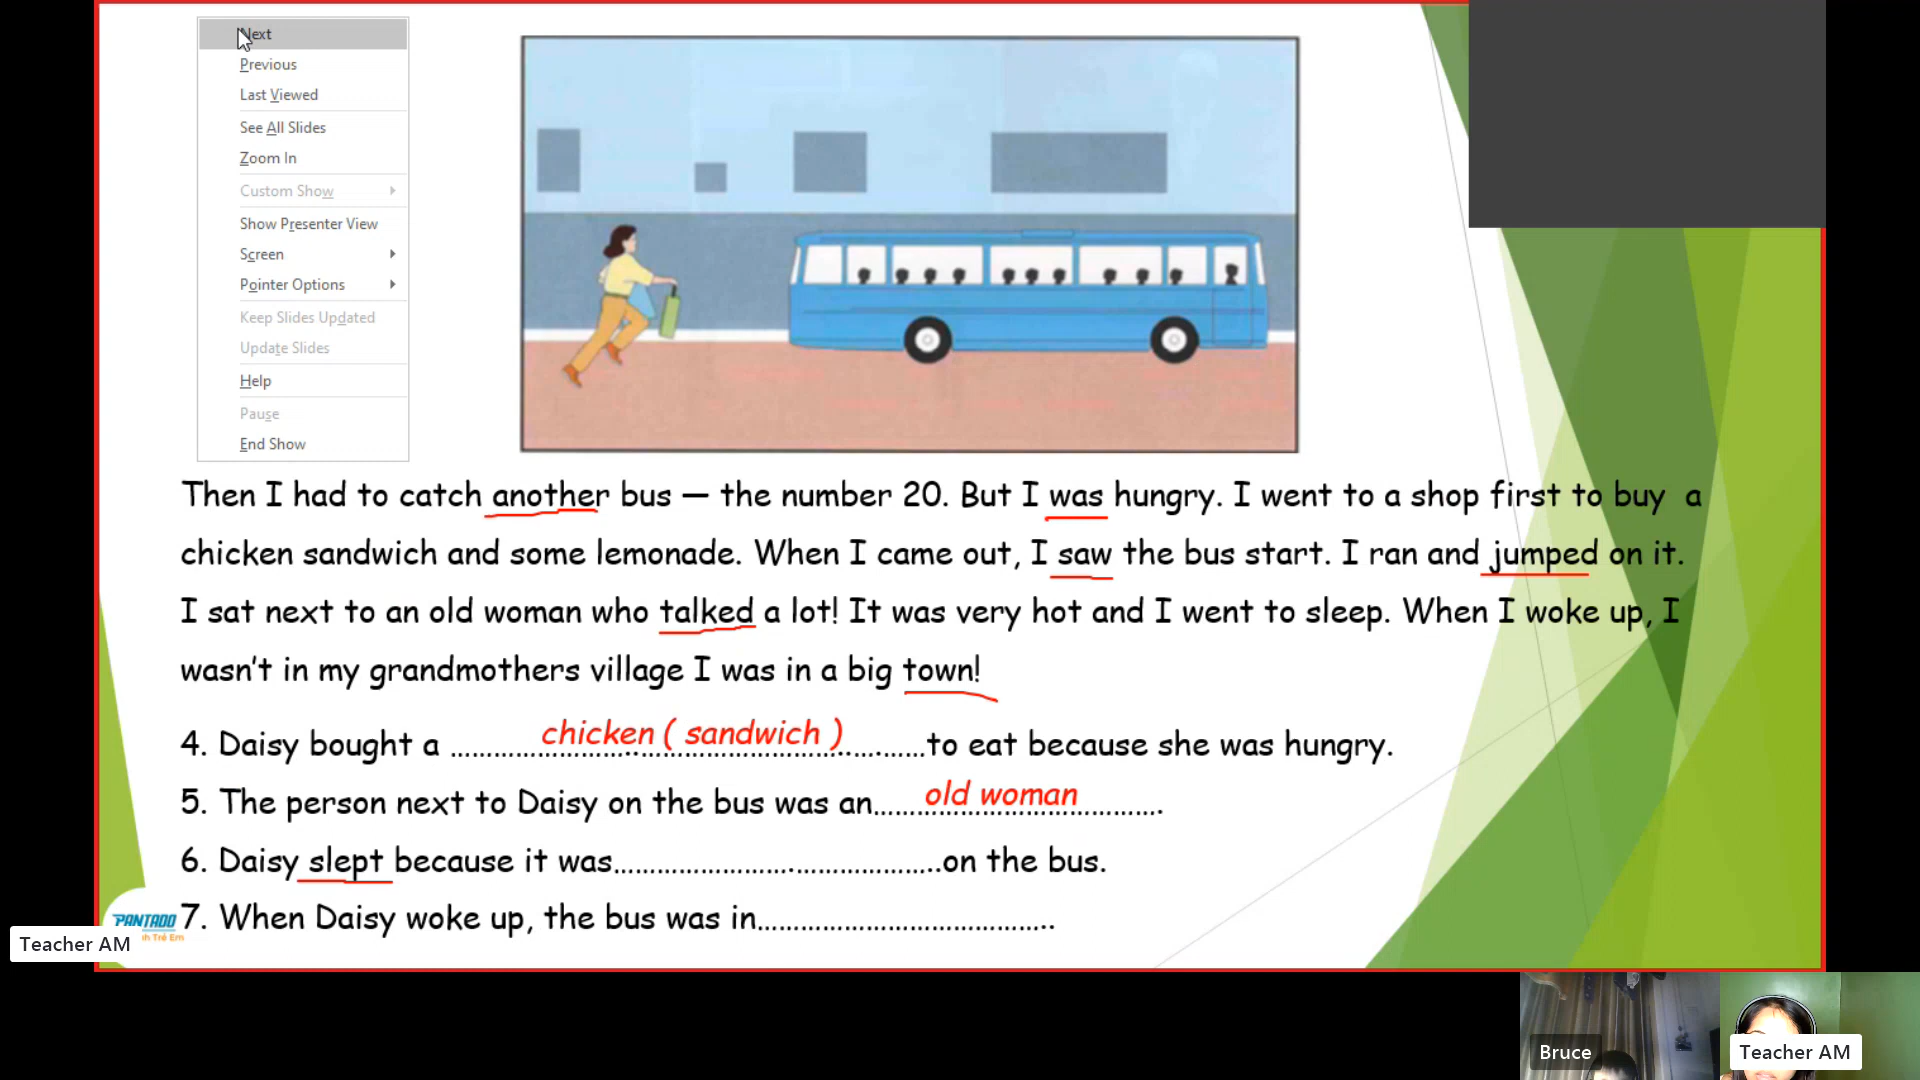 Next
Previous
Last Viewed
See All Slides
Zoom In
Custom Show
Show Presenter View
Screen
Pointer Options
Keep Slides Updated
Update Slides
Help
Pause
End Show
Then I had to catch another bus — the number 20. But I was hungry. I went to a shop first to buy a
chicken sandwich and some lemonade. When I came out, I saw the bus start. I ran and jumped on it.
I sat next to an old woman who talked a lot! It was very hot and I went to sleep. When I woke up, I
wasn't in my grandmothers village I was in a big town!
4. Daisy bought a ……chicken ( sandwich )……to eat because she was hungry.
5. The person next to Daisy on the bus was an……old woman…….
6. Daisy slept because it was…………………………………..on the bus.
7. When Daisy woke up, the bus was in…………………………………..
PANTADO
nh Trẻ Em
Teacher AM
Bruce
Teacher AM